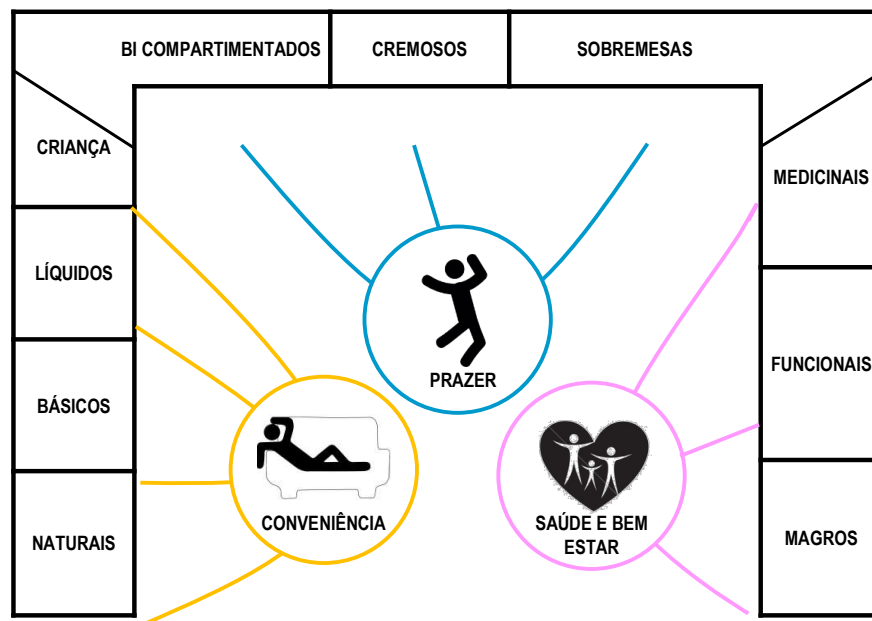 BI COMPARTIMENTADOS
CREMOSOS
SOBREMESAS
CRIANÇA
LÍQUIDOS
BÁSICOS
NATURAIS
MEDICINAIS
FUNCIONAIS
MAGROS
PRAZER
CONVENIÊNCIA
SAÚDE E BEM
ESTAR